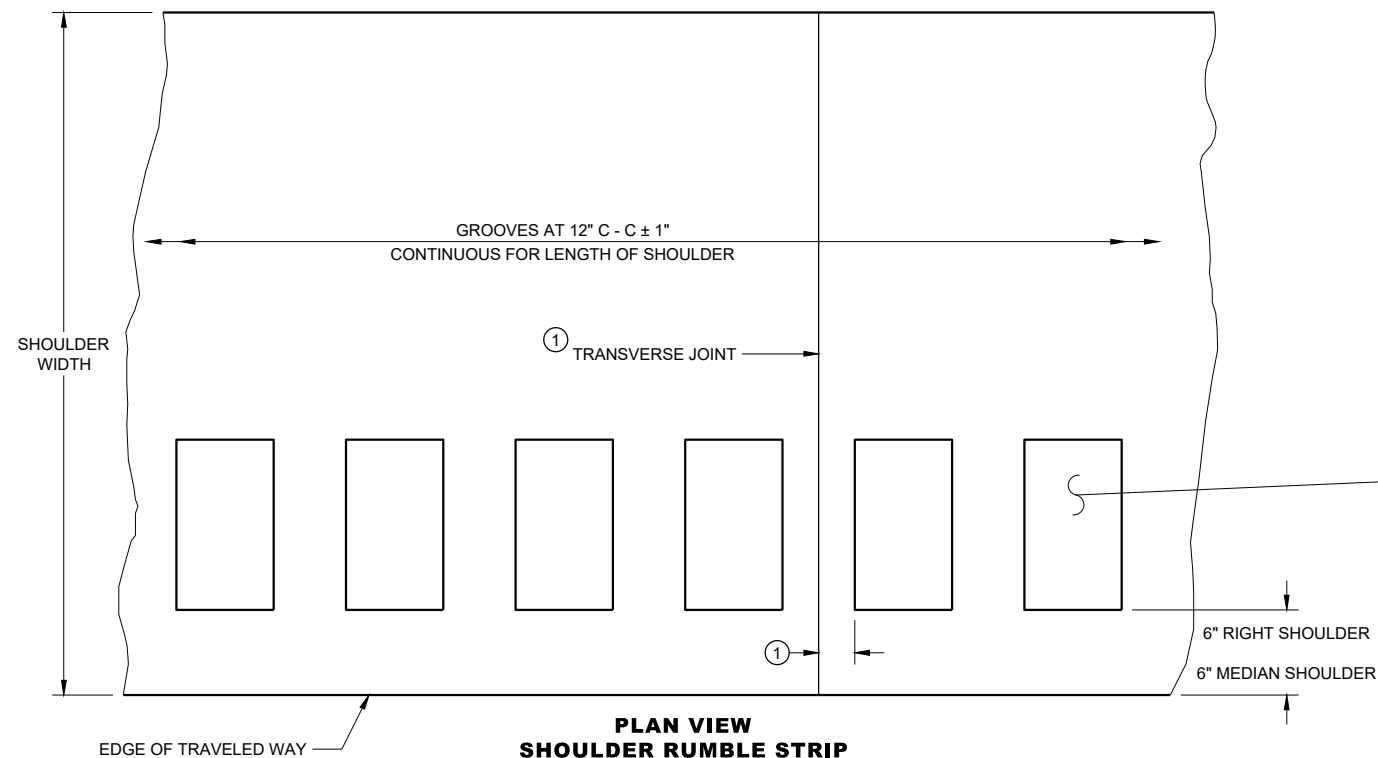 GROOVES AT 12" C - C ± 1"
CONTINUOUS FOR LENGTH OF SHOULDER
SHOULDER
WIDTH
1
TRANSVERSE JOINT
1
6" RIGHT SHOULDER
6" MEDIAN SHOULDER
EDGE OF TRAVELED WAY
PLAN VIEW
SHOULDER RUMBLE STRIP